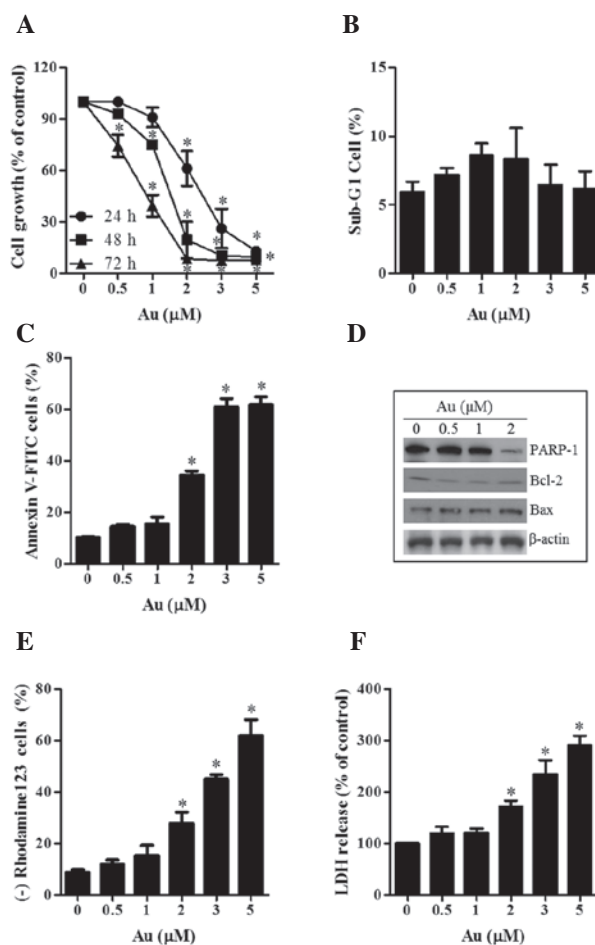 A
Cell growth (% of control)
120
90
60
30
0
24 h
48 h
72 h
*
*
*
*
*
*
*
*
*
*
*
0 0.5 1 2 3 5
Au (µM)
B
Sub-G1 Cell (%)
15
10
5
0
0 0.5 1 2 3 5
Au (µM)
C
Annexin V-FITC cells (%)
80
60
40
20
0
*
*
*
0 0.5 1 2 3 5
Au (µM)
D
Au (µM)
0 0.5 1 2
PARP-1
Bcl-2
Bax
β-actin
E
(-) Rhodamine123 cells (%)
80
60
40
20
0
*
*
*
0 0.5 1 2 3 5
Au (µM)
F
LDH release (% of control)
400
300
200
100
0
*
*
*
0 0.5 1 2 3 5
Au (µM)